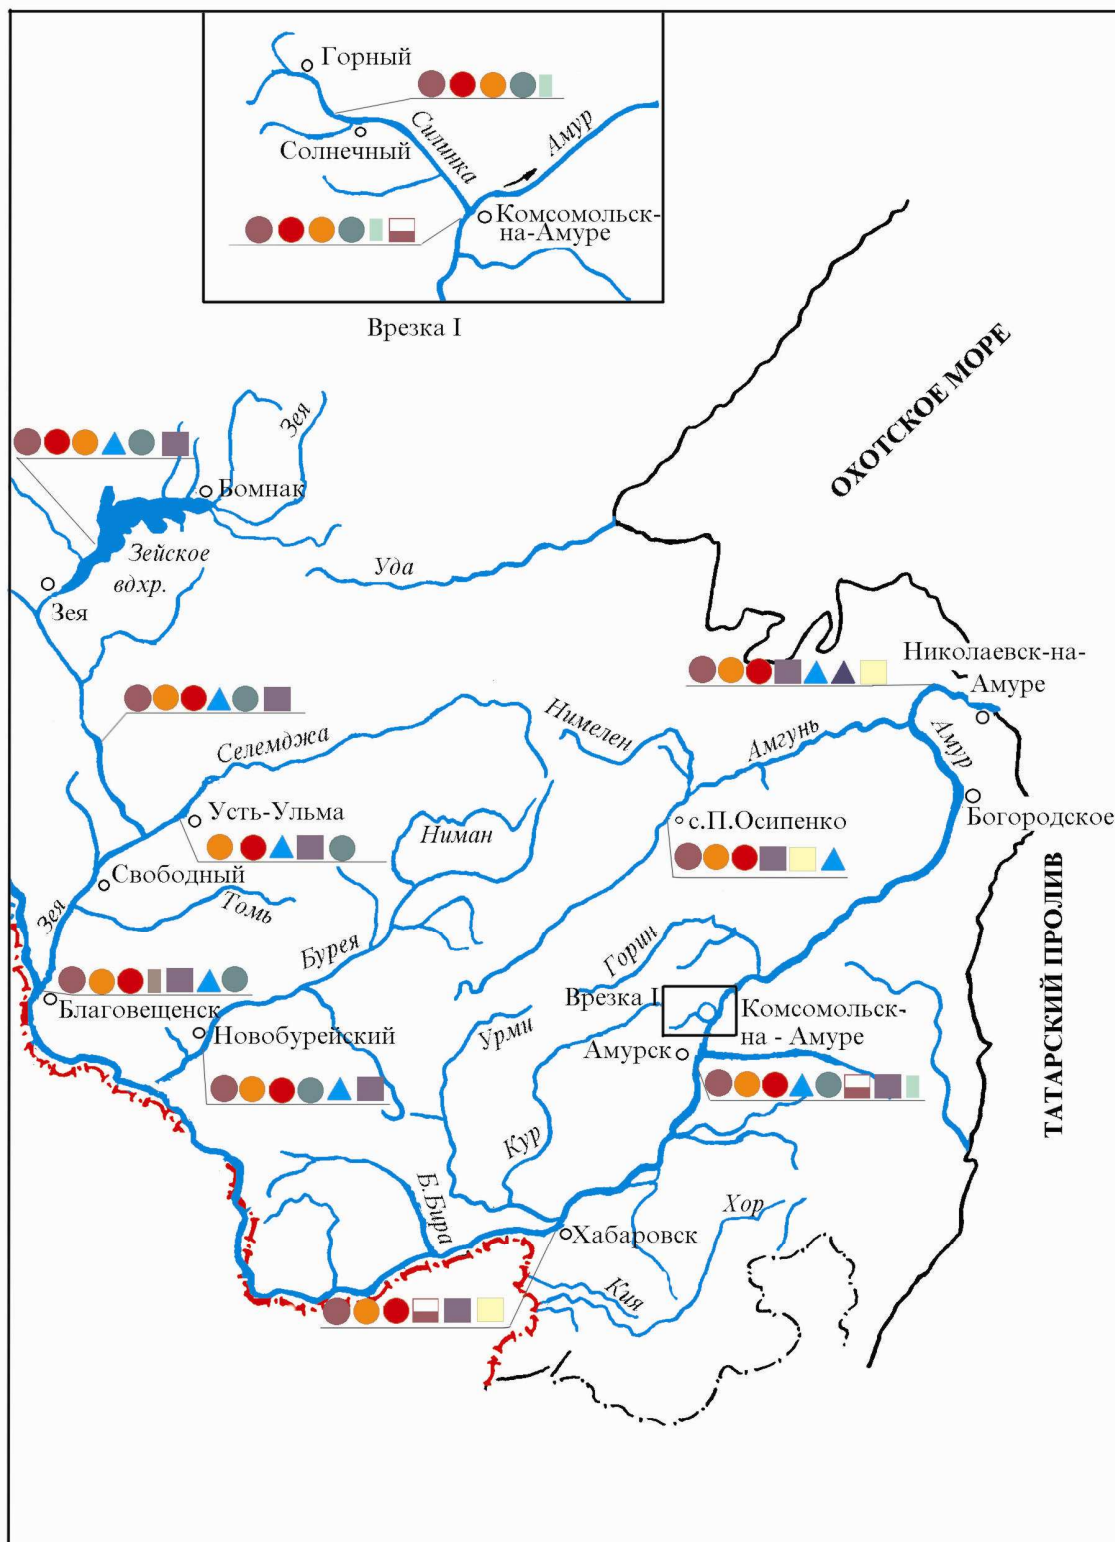 Горный
Силинка
Амур
Солнечный
Комсомольск-
на-Амуре
Врезка I
ОХОТСКОЕ МОРЕ
Зея
Бомнак
Зейское
вдхр.
Уда
Зея
Николаевск-на-
Амуре
Нимелен
Амгунь
Амур
Селемджа
Усть-Ульма
Ниман
с.П.Осипенко
Богородское
Свободный
Томь
Зея
Бурея
Горин
ТАТАРСКИЙ ПРОЛИВ
Благовещенск
Новобурейский
Урми
Врезка I
Комсомольск-
на - Амуре
Амурск
Кур
Б.Бира
Хор
Хабаровск
Кия